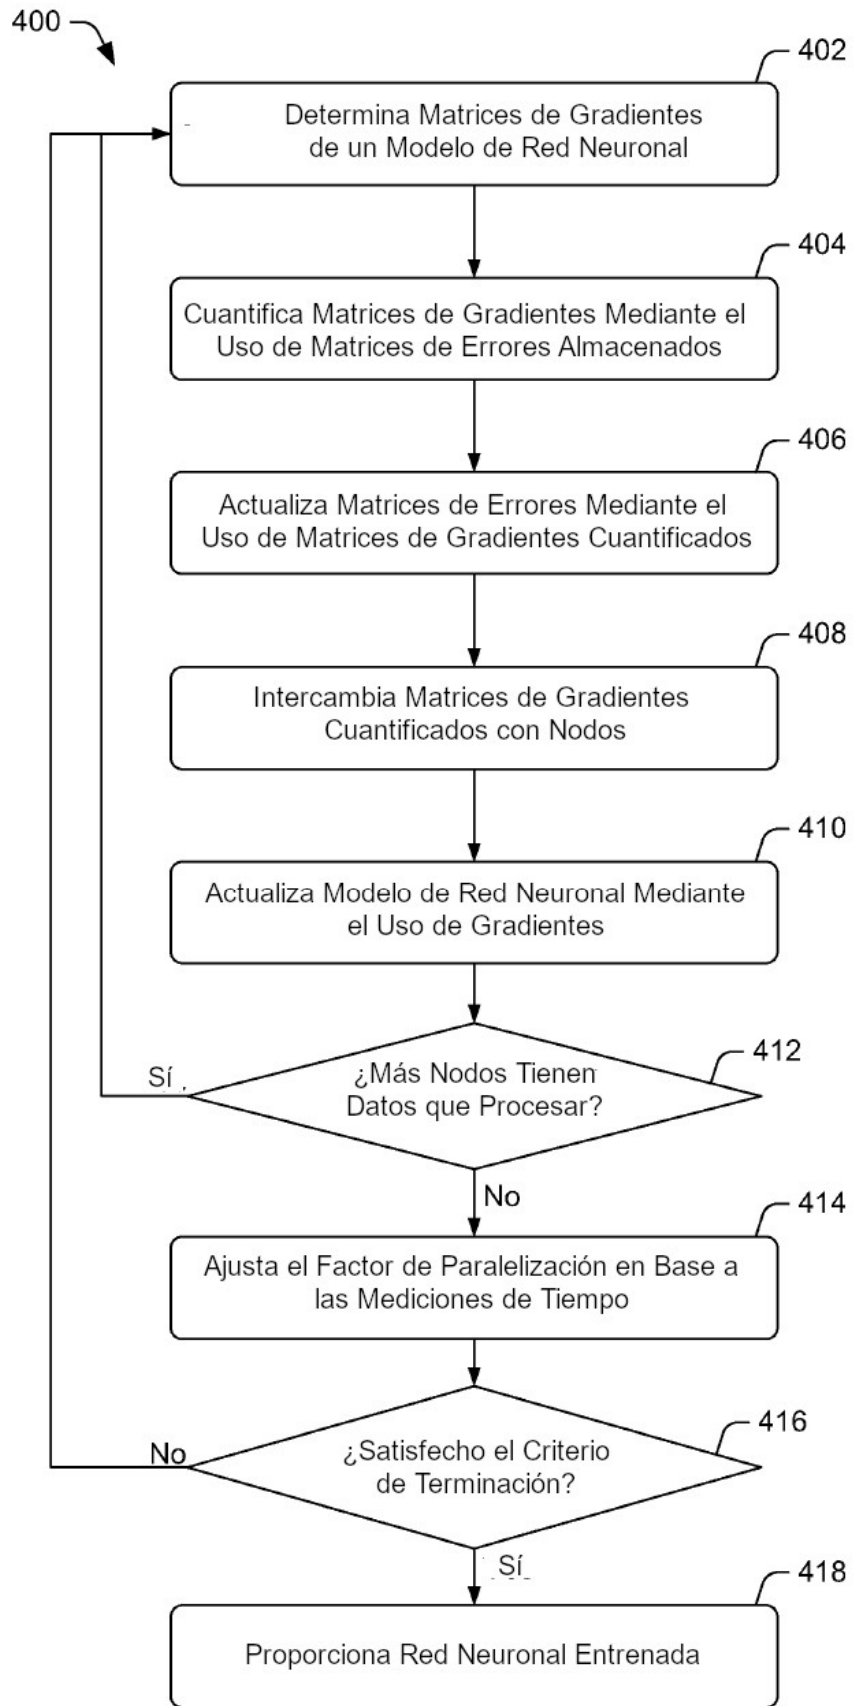 400
402
Determina Matrices de Gradientes
de un Modelo de Red Neuronal
404
Cuantifica Matrices de Gradientes Mediante el
Uso de Matrices de Errores Almacenados
406
Actualiza Matrices de Errores Mediante el
Uso de Matrices de Gradientes Cuantificados
408
Intercambia Matrices de Gradientes
Cuantificados con Nodos
410
Actualiza Modelo de Red Neuronal Mediante
el Uso de Gradientes
412
Sí
¿Más Nodos Tienen
Datos que Procesar?
No
414
Ajusta el Factor de Paralelización en Base a
las Mediciones de Tiempo
416
No
¿Satisfecho el Criterio
de Terminación?
Sí
418
Proporciona Red Neuronal Entrenada